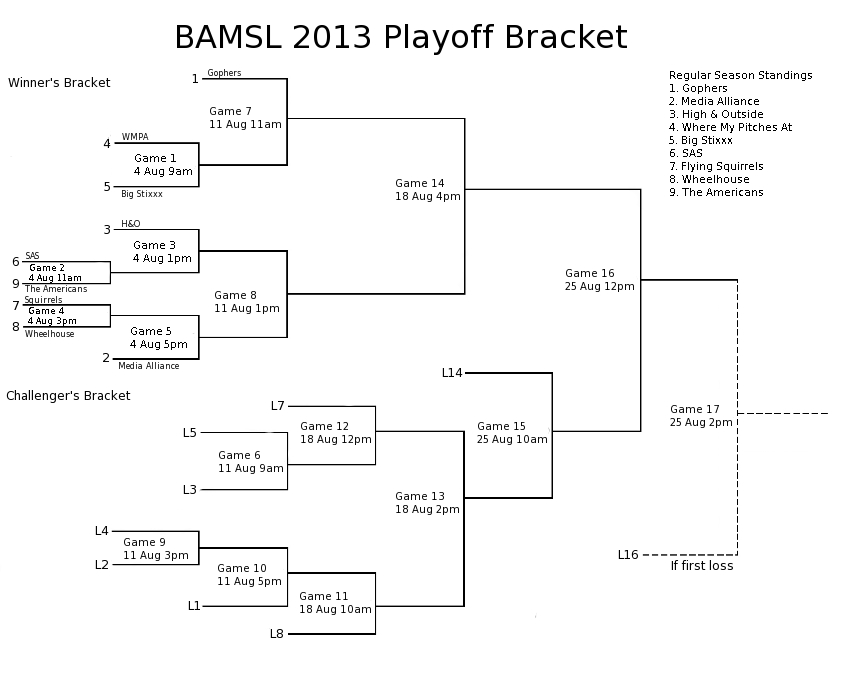 BAMSL 2013 Playoff Bracket
Winner's Bracket
1
Gophers
Game 7
11 Aug 11am
4
WMPA
Game 1
4 Aug 9am
5
Big Stixxx
3
H&O
Game 3
4 Aug 1pm
6
SAS
Game 2
4 Aug 11am
9
The Americans
Squirrels
7
Game 4
4 Aug 3pm
8
Wheelhouse
Game 5
4 Aug 5pm
2
Media Alliance
Game 8
11 Aug 1pm
Game 14
18 Aug 4pm
Game 16
25 Aug 12pm
Regular Season Standings
1. Gophers
2. Media Alliance
3. High & Outside
4. Where My Pitches At
5. Big Stixxx
6. SAS
7. Flying Squirrels
8. Wheelhouse
9. The Americans
Challenger's Bracket
L14
L7
Game 12
18 Aug 12pm
L5
Game 6
11 Aug 9am
L3
Game 15
25 Aug 10am
Game 17
25 Aug 2pm
Game 13
18 Aug 2pm
L4
Game 9
11 Aug 3pm
L2
Game 10
11 Aug 5pm
L1
Game 11
18 Aug 10am
L8
L16
If first loss